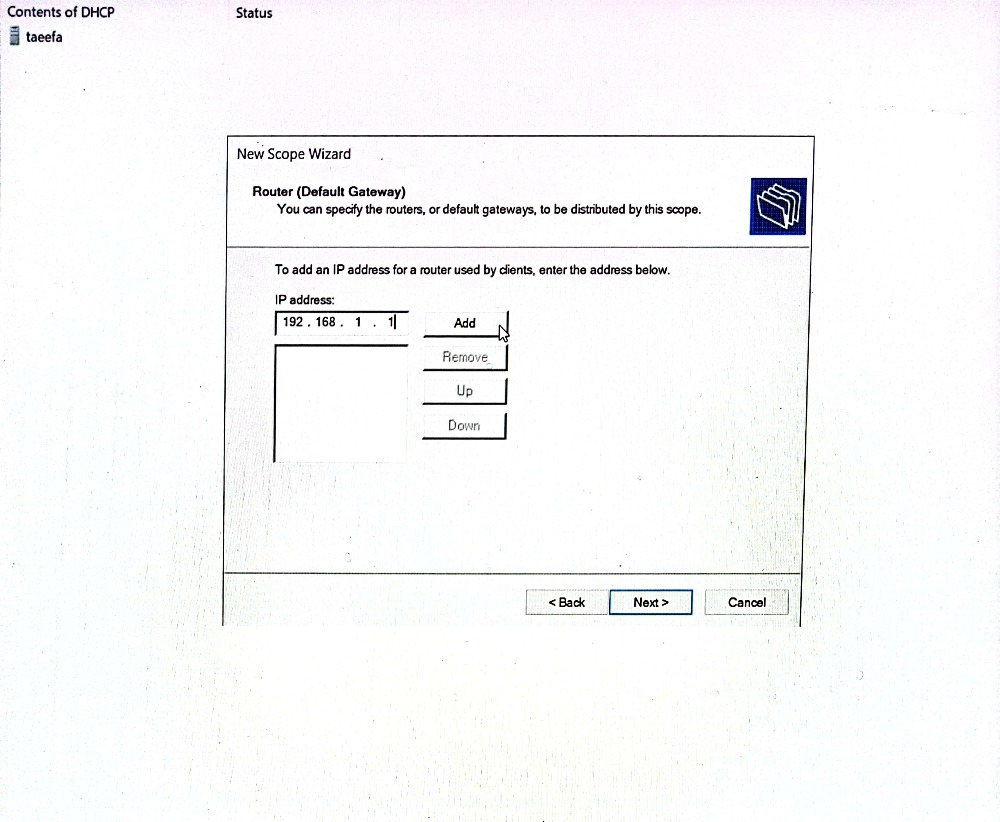 Contents of DHCP
Status
taeefa
New Scope Wizard
Router (Default Gateway)
You can specify the routers, or default gateways, to be distributed by this scope.
To add an IP address for a router used by clients, enter the address below.
IP address:
192 . 168 . 1 . 1
Add
Remove
Up
Down
< Back
Next >
Cancel